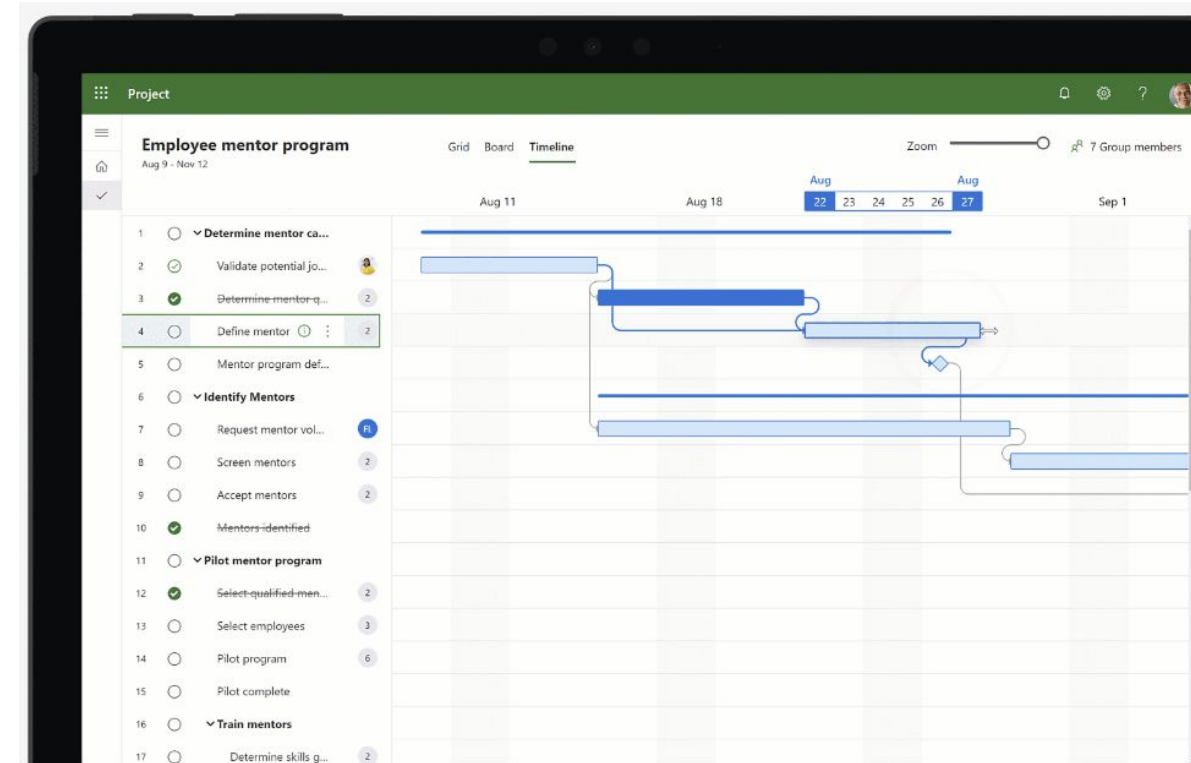 Project
?
Employee mentor program
Aug 9 - Nov 12
Grid Board Timeline
Zoom
7 Group members
Aug 11
Aug 18
Aug
22 23 24 25 26 27
Aug
Sep 1
1 Determine mentor ca...
2 Validate potential jo...
3 Determine mentor q... 2
4 Define mentor 2
5 Mentor program def...
6 Identify Mentors
7 Request mentor vol... FL
8 Screen mentors 2
9 Accept mentors 2
10 Mentors identified
11 Pilot mentor program
12 Select qualified men... 2
13 Select employees 3
14 Pilot program 6
15 Pilot complete
16 Train mentors
17 Determine skills g... 2